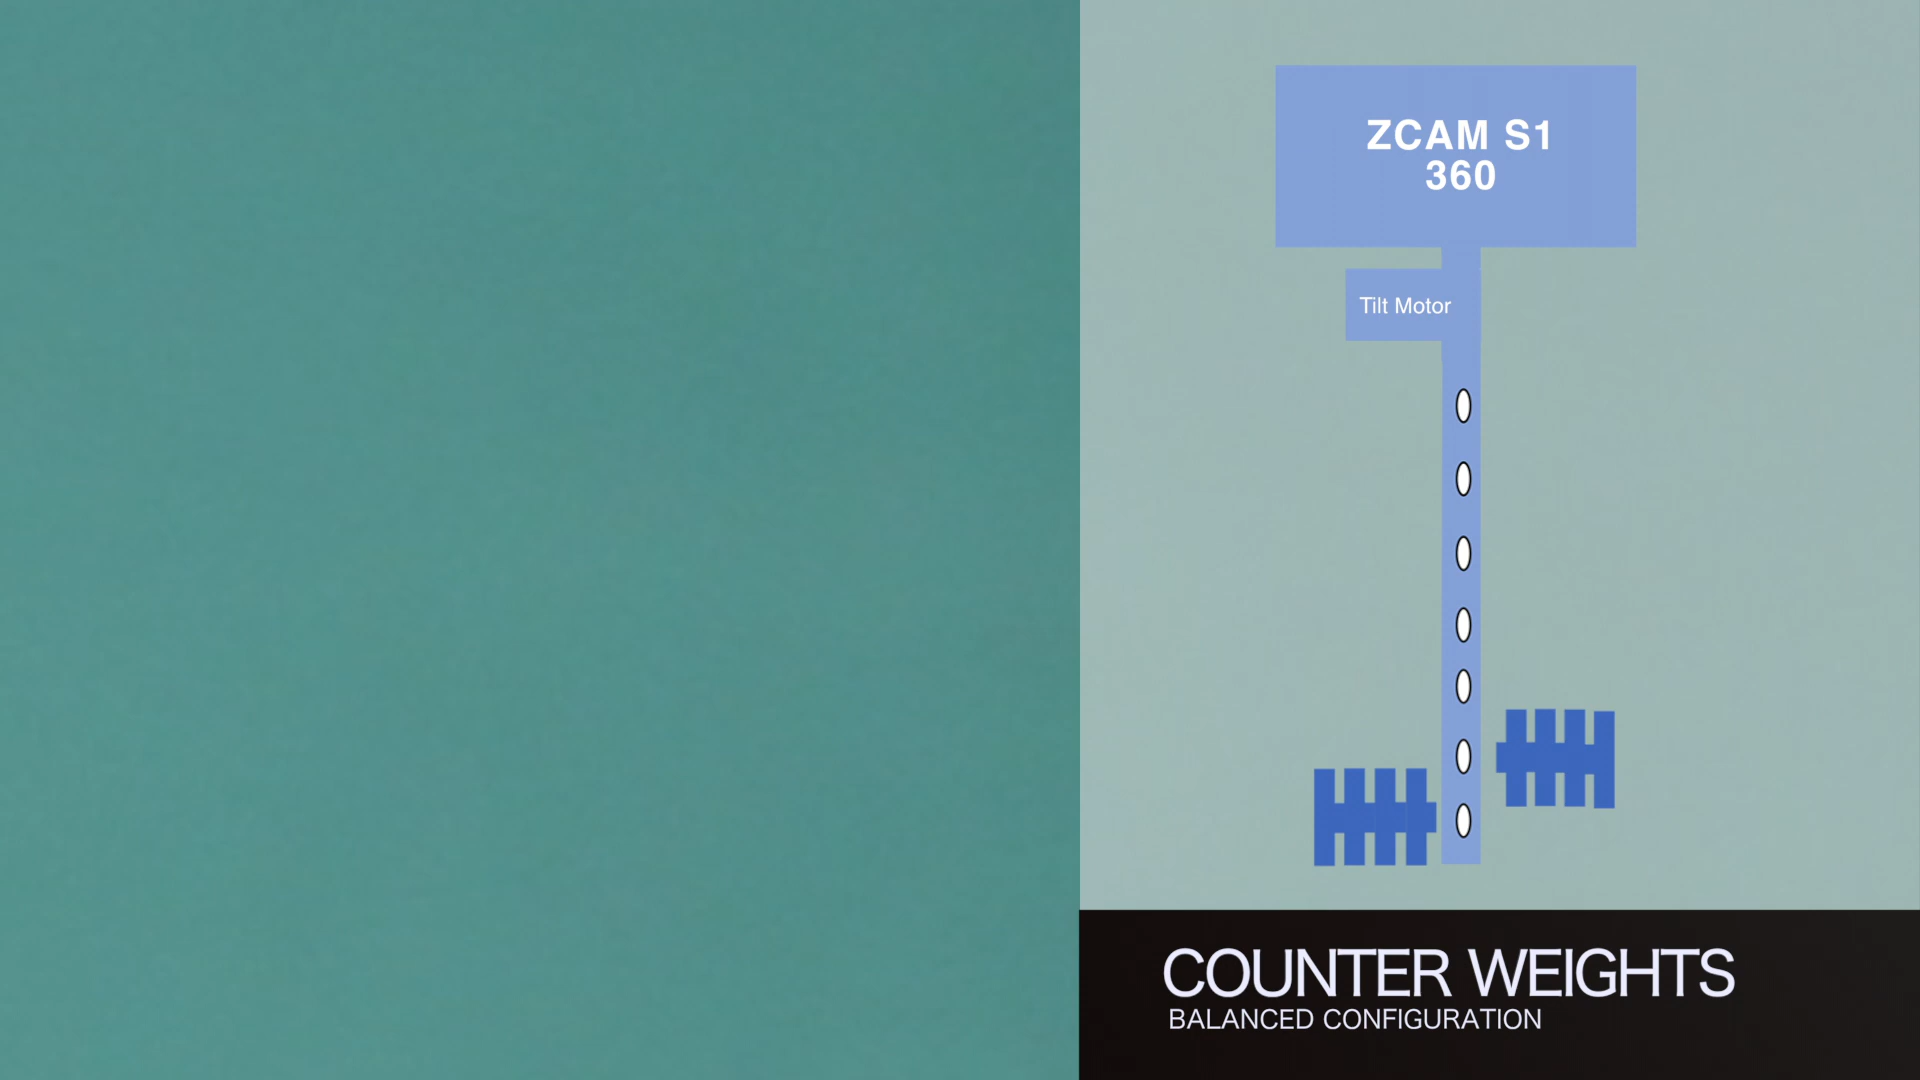 ZCAM S1
360
Tilt Motor
COUNTER WEIGHTS
BALANCED CONFIGURATION